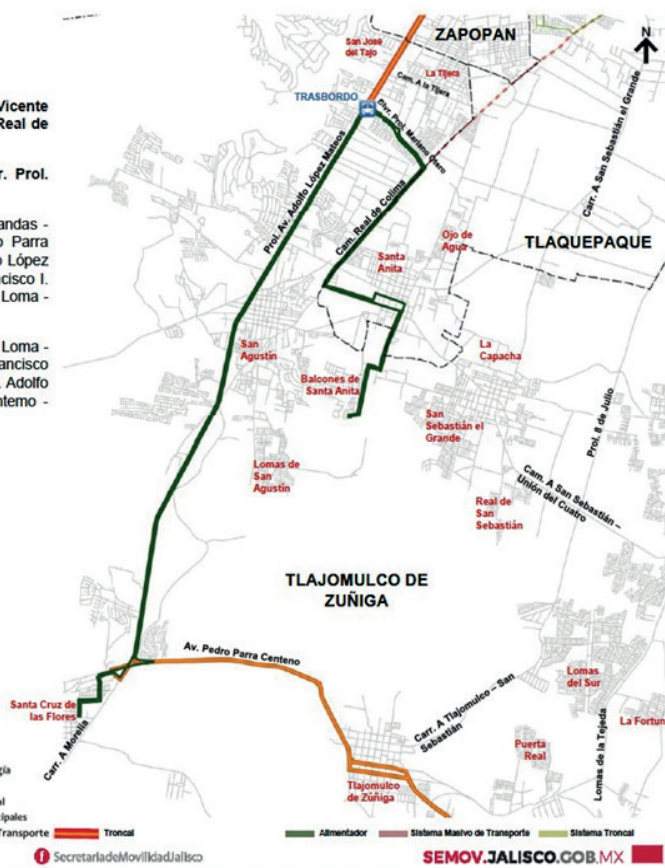 Vicente
Real de
r. Prol.
andas -
o Parra
o López
ncisco I.
Loma -
Loma -
ancisco
. Adolfo
ntemo -
ZAPOPAN
N
San José
del Tajo
La Tijera
Cam. A la Tijera
TRASBORDO
Blvr. Prol. Mariano Otero
Carr. A San Sebastián el Grande
Prol. Av. Adolfo López Mateos
Cam. Real de Colima
Ojo de
Agua
TLAQUEPAQUE
Santa
Anita
San
Agustín
La
Capacha
Balcones de
Santa Anita
San
Sebastián el
Grande
Prol. 8 de Julio
Lomas de
San
Agustín
Cam. A San Sebastián –
Unión del Cuatro
Real de
San
Sebastián
TLAJOMULCO DE
ZUÑIGA
Av. Pedro Parra Centeno
Lomas
del Sur
Santa Cruz de
las Flores
Carr. A Morelia
Carr. A Tlajomulco – San
Sebastián
Lomas de la Tejeda
La Fortun
Puerta
Real
Tlajomulco
de Zúñiga
gía
al
cipales
Transporte
Troncal
Alimentador
Sistema Masivo de Transporte
Sistema Troncal
SecretariadeMovilidadJalisco
SEMOV.JALISCO.GOB.MX